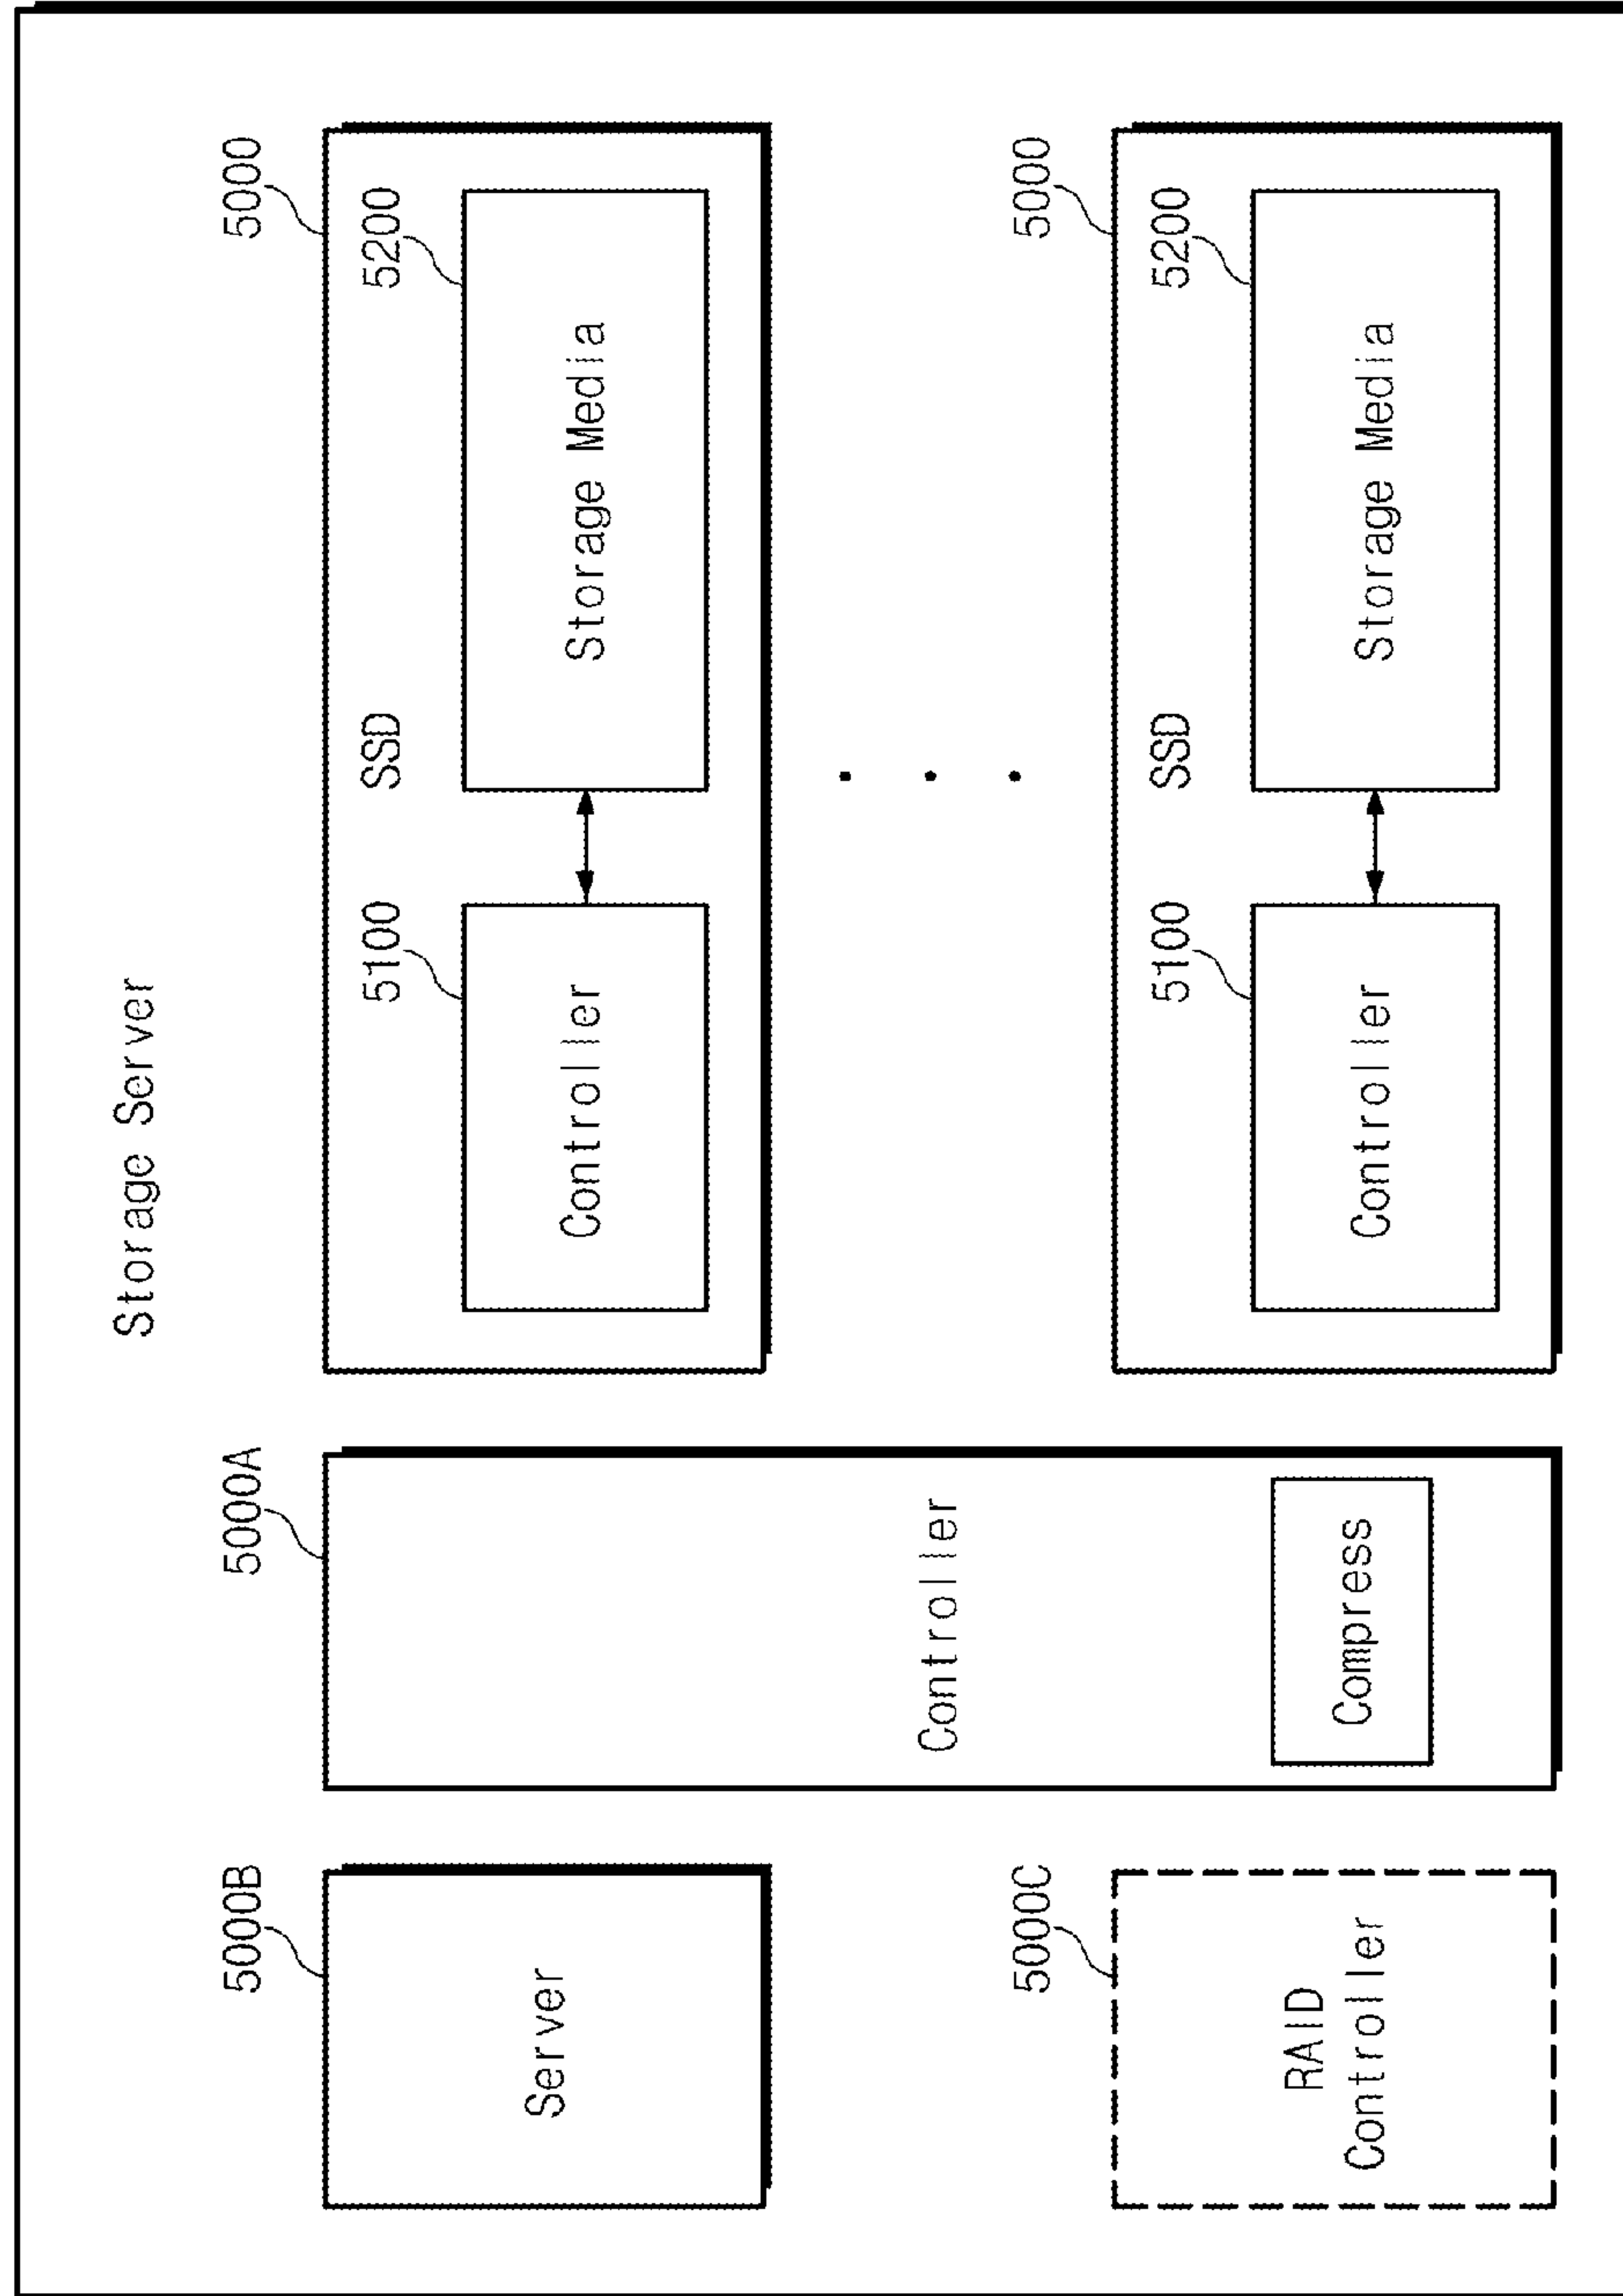 Storage Server
5000B
Server
5000C
RAID
Controller
5000A
Controller
Compress
5000
SSD
5100
Controller
5200
Storage Media
5000
SSD
5100
Controller
5200
Storage Media